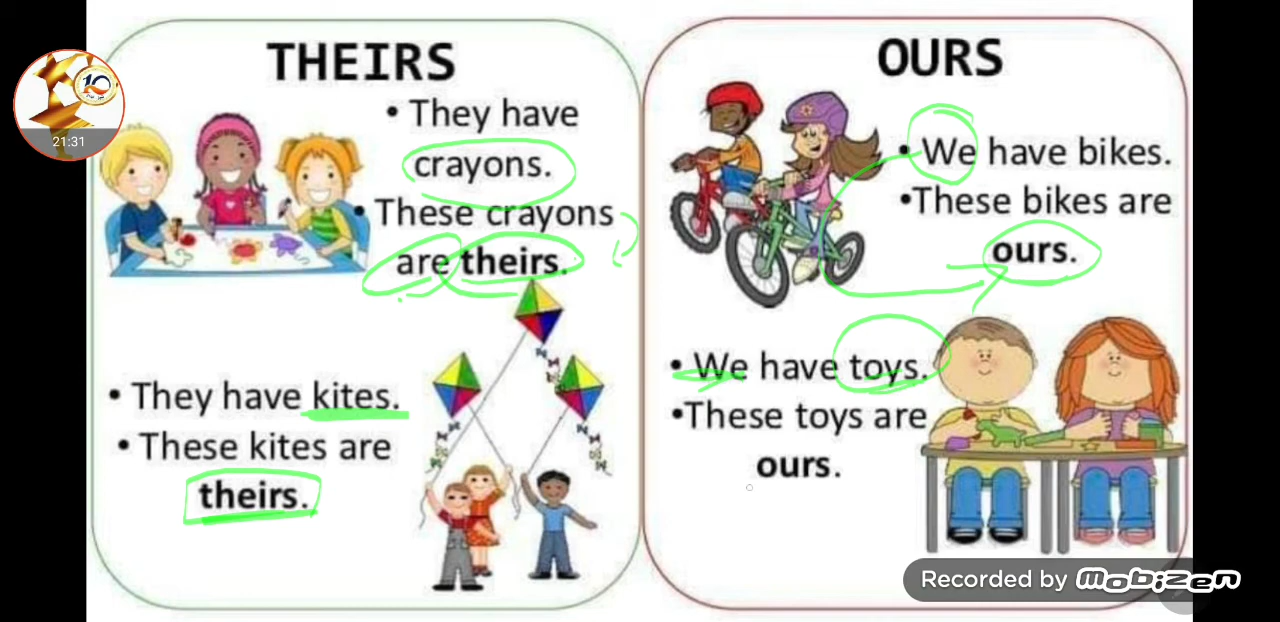 THEIRS
• They have
crayons.
• These crayons
are theirs.
• They have kites.
• These kites are
theirs.
OURS
• We have bikes.
•These bikes are
ours.
• We have toys.
•These toys are
ours.
10
21:31
Recorded by Mobizen